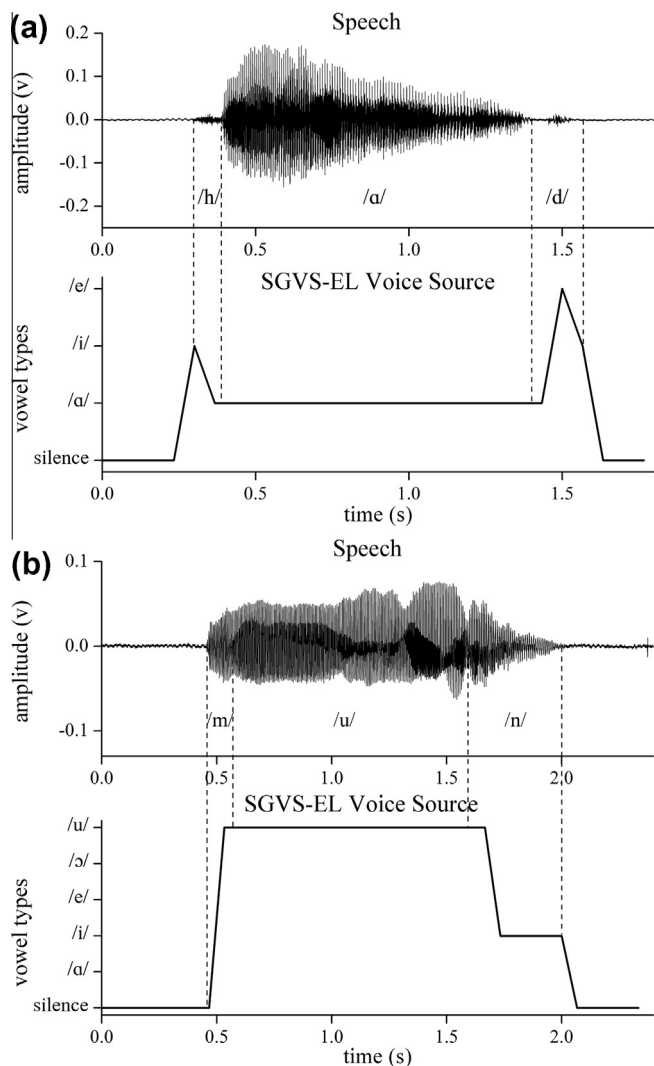 (a)
Speech
amplitude (v)
0.2
0.1
0.0
-0.1
-0.2
/h/
/ɑ/
/d/
0.0 0.5 1.0 1.5
SGVS-EL Voice Source
vowel types
/e/
/i/
/ɑ/
silence
0.0 0.5 1.0 1.5
time (s)
(b)
Speech
amplitude (v)
0.1
0.0
-0.1
/m/
/u/
/n/
0.0 0.5 1.0 1.5 2.0
SGVS-EL Voice Source
vowel types
/u/
/ɔ/
/e/
/i/
/ɑ/
silence
0.0 0.5 1.0 1.5 2.0
time (s)